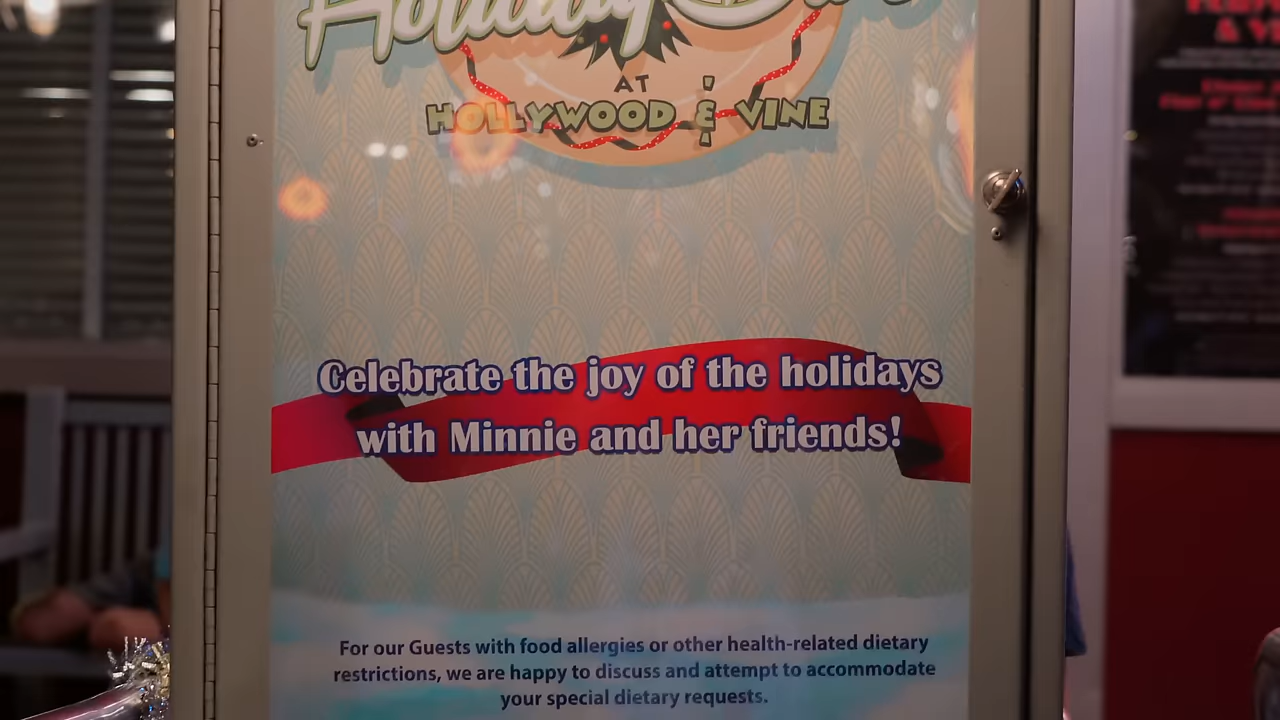 Holiday
AT
HOLLYWOOD & VINE
Celebrate the joy of the holidays
with Minnie and her friends!
For our Guests with food allergies or other health-related dietary
restrictions, we are happy to discuss and attempt to accommodate
your special dietary requests.